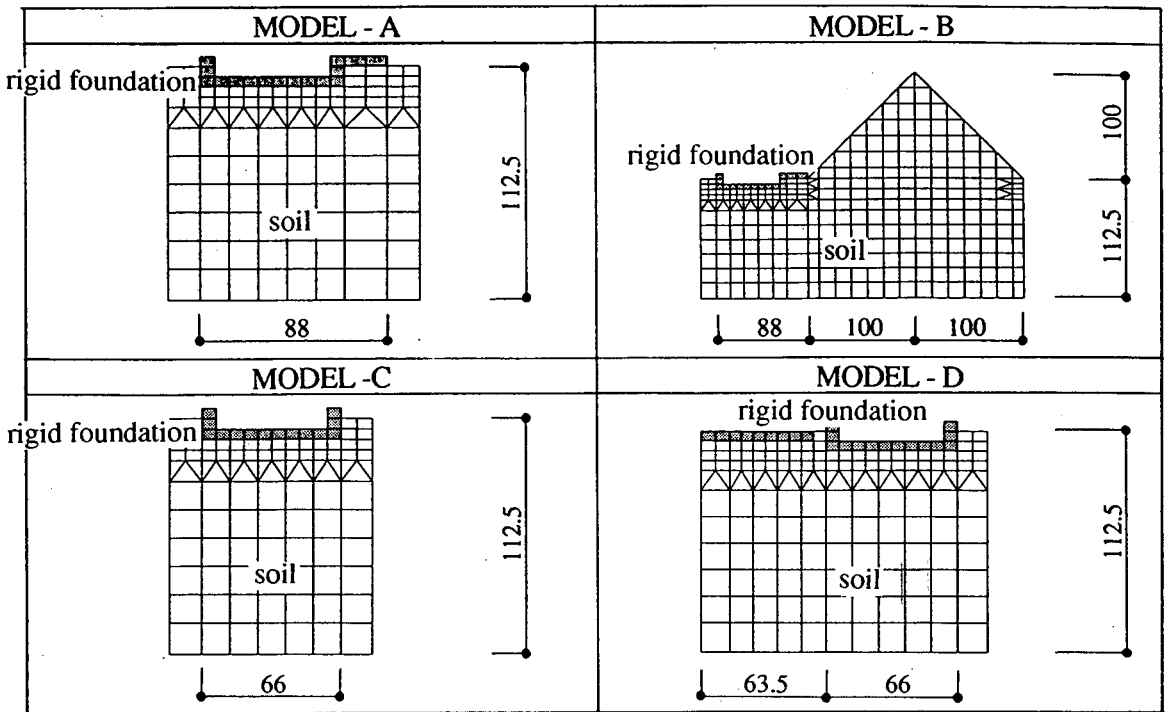 MODEL - A
rigid foundation
soil
112.5
88
MODEL - B
rigid foundation
soil
100
112.5
88
100
100
MODEL -C
rigid foundation
soil
112.5
66
MODEL - D
rigid foundation
soil
112.5
63.5
66